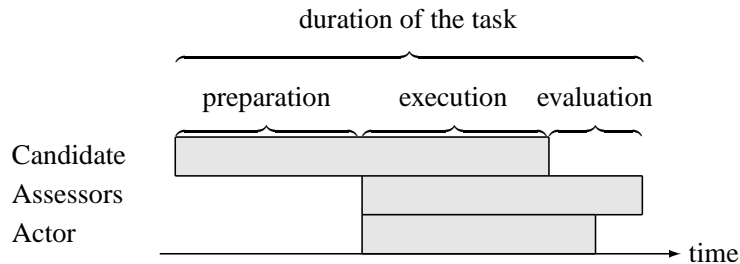 duration of the task
preparation execution evaluation
Candidate
Assessors
Actor
time